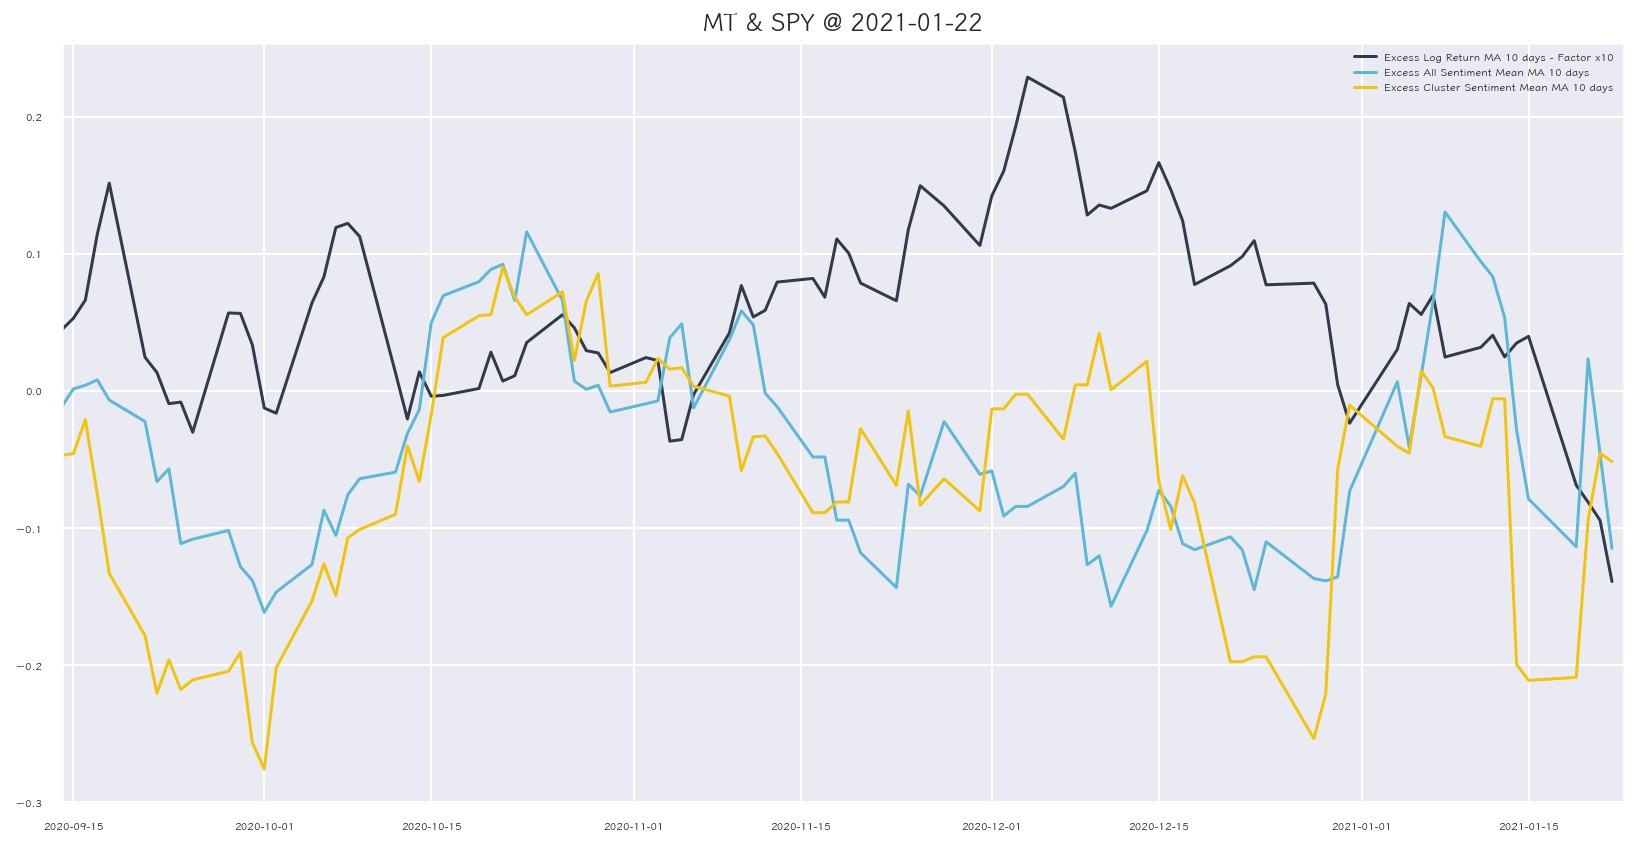 MT & SPY @ 2021-01-22
Excess Log Return MA 10 days - Factor x10
Excess All Sentiment Mean MA 10 days
Excess Cluster Sentiment Mean MA 10 days
0.2
0.1
0.0
−0.1
−0.2
−0.3
2020-09-15 2020-10-01 2020-10-15 2020-11-01 2020-11-15 2020-12-01 2020-12-15 2021-01-01 2021-01-15